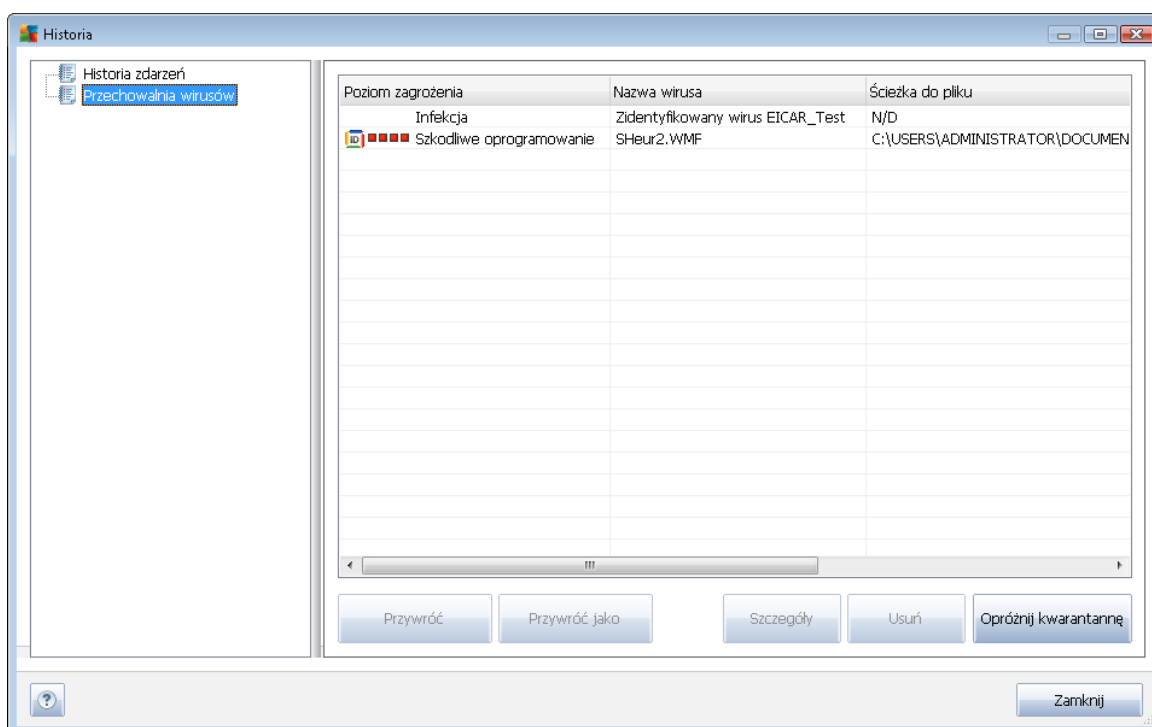 Historia
Historia zdarzeń
Przechowalnia wirusów
Poziom zagrożenia Nazwa wirusa Ścieżka do pliku
Infekcja Zidentyfikowany wirus EICAR_Test N/D
ID Szkodliwe oprogramowanie SHeur2.WMF C:\USERS\ADMINISTRATOR\DOCUMEN
Przywróć Przywróć jako Szczegóły Usuń Opróżnij kwarantannę
? Zamknij